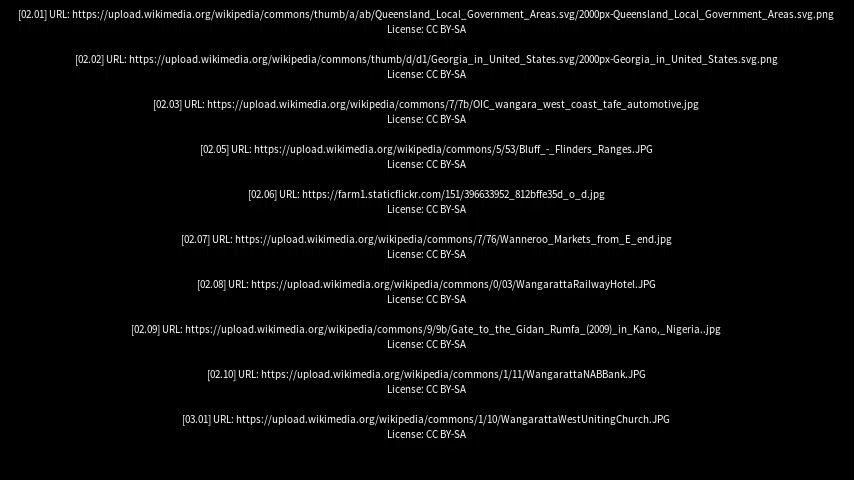 [02.01] URL: https://upload.wikimedia.org/wikipedia/commons/thumb/a/ab/Queensland_Local_Government_Areas.svg/2000px-Queensland_Local_Government_Areas.svg.png
License: CC BY-SA
[02.02] URL: https://upload.wikimedia.org/wikipedia/commons/thumb/d/d1/Georgia_in_United_States.svg/2000px-Georgia_in_United_States.svg.png
License: CC BY-SA
[02.03] URL: https://upload.wikimedia.org/wikipedia/commons/7/7b/OIC_wangara_west_coast_tafe_automotive.jpg
License: CC BY-SA
[02.05] URL: https://upload.wikimedia.org/wikipedia/commons/5/53/Bluff_-_Flinders_Ranges.JPG
License: CC BY-SA
[02.06] URL: https://farm1.staticflickr.com/151/396633952_812bffe35d_o_d.jpg
License: CC BY-SA
[02.07] URL: https://upload.wikimedia.org/wikipedia/commons/7/76/Wanneroo_Markets_from_E_end.jpg
License: CC BY-SA
[02.08] URL: https://upload.wikimedia.org/wikipedia/commons/0/03/WangarattaRailwayHotel.JPG
License: CC BY-SA
[02.09] URL: https://upload.wikimedia.org/wikipedia/commons/9/9b/Gate_to_the_Gidan_Rumfa_(2009)_in_Kano,_Nigeria..jpg
License: CC BY-SA
[02.10] URL: https://upload.wikimedia.org/wikipedia/commons/1/11/WangarattaNABBank.JPG
License: CC BY-SA
[03.01] URL: https://upload.wikimedia.org/wikipedia/commons/1/10/WangarattaWestUnitingChurch.JPG
License: CC BY-SA